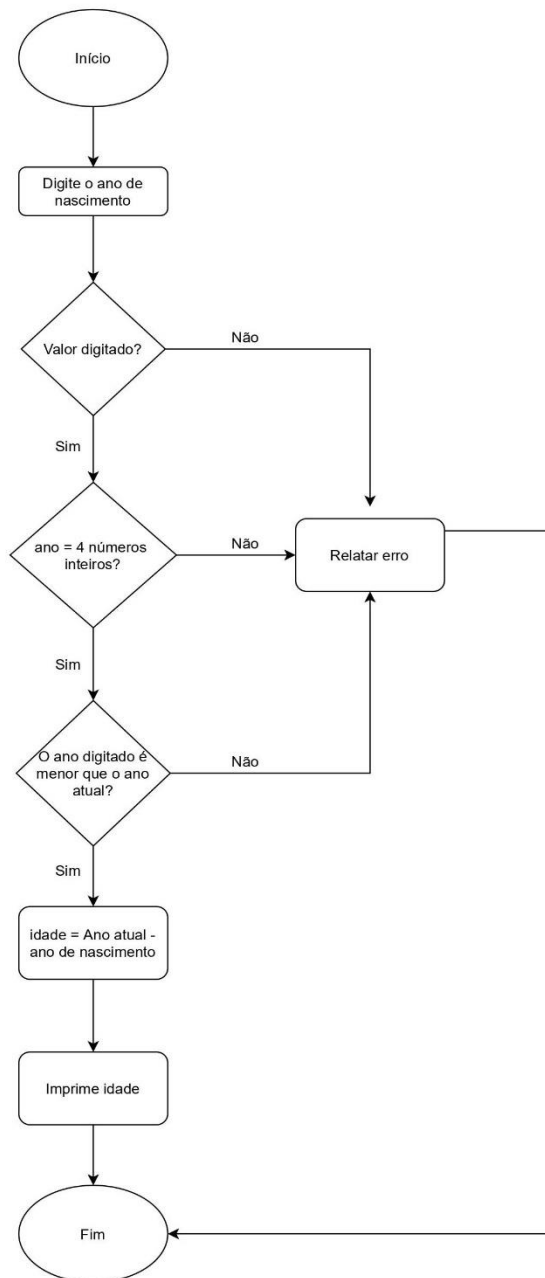 Início
Digite o ano de
nascimento
Valor digitado?
Não
Sim
ano = 4 números
inteiros?
Não
Relatar erro
Sim
O ano digitado é
menor que o ano
atual?
Não
Sim
idade = Ano atual -
ano de nascimento
Imprime idade
Fim